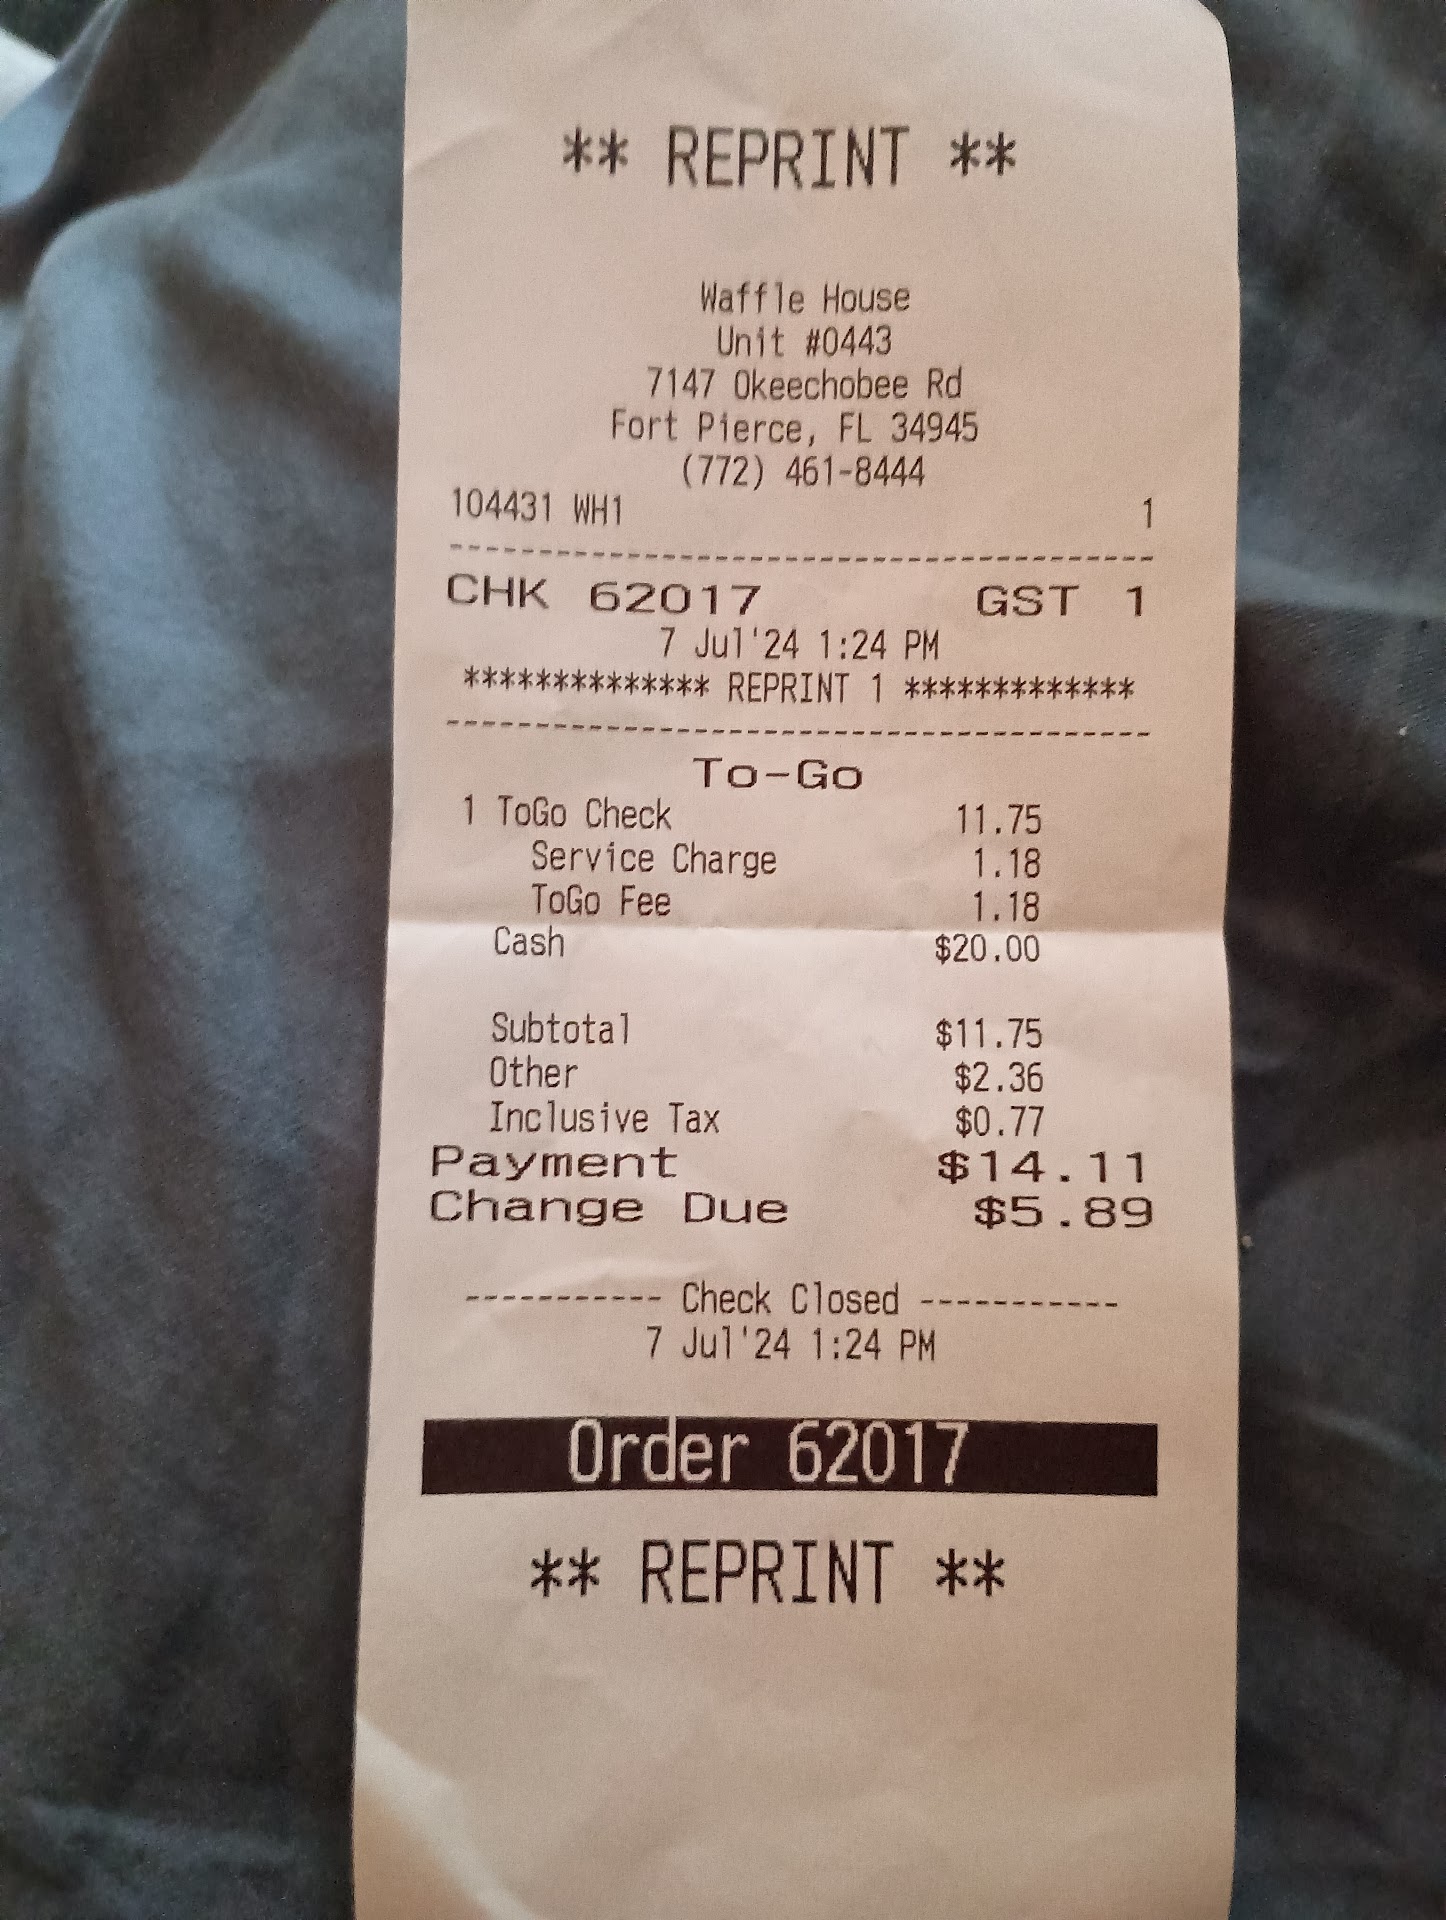 ** REPRINT **
Waffle House
Unit #0443
7147 Okeechobee Rd
Fort Pierce, FL 34945
(772) 461-8444
104431 WH1 1
---------------------------------------
CHK 62017 GST 1
7 Jul'24 1:24 PM
************** REPRINT 1 *************
---------------------------------------
To-Go
1 ToGo Check 11.75
Service Charge 1.18
ToGo Fee 1.18
Cash $20.00
Subtotal $11.75
Other $2.36
Inclusive Tax $0.77
Payment $14.11
Change Due $5.89
----------- Check Closed -----------
7 Jul'24 1:24 PM
Order 62017
** REPRINT **